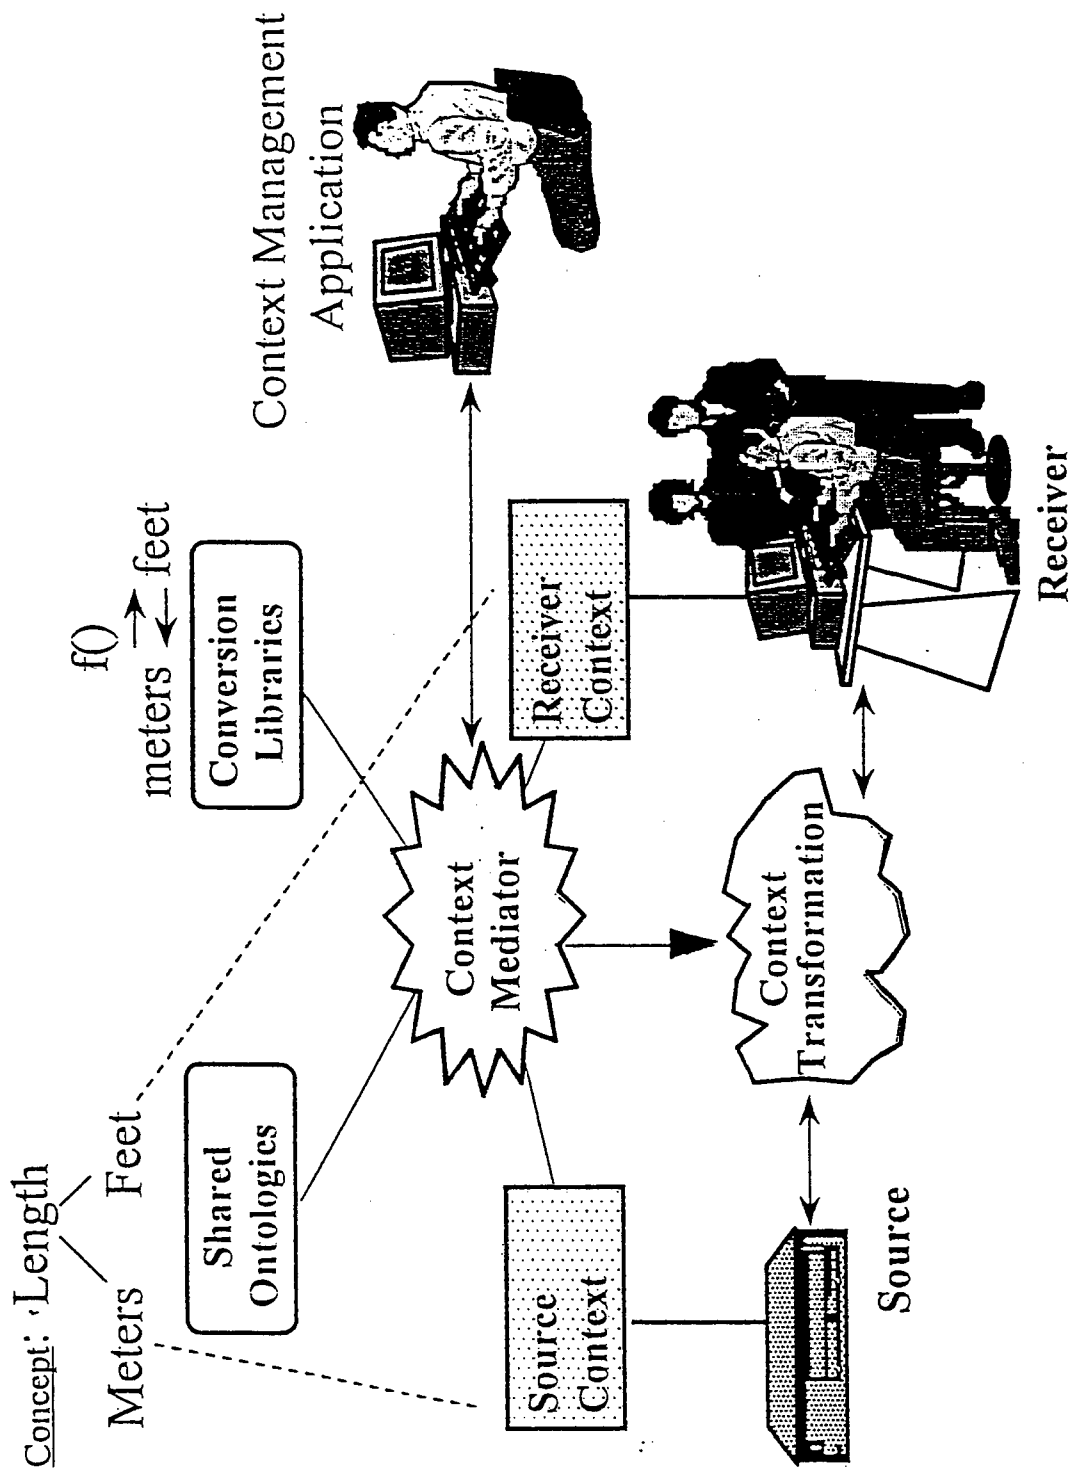 Concept: Length
Meters Feet
f()
meters feet
Shared
Ontologies
Conversion
Libraries
Context Management
Application
Context
Mediator
Source
Context
Receiver
Context
Context
Transformation
Source
Receiver